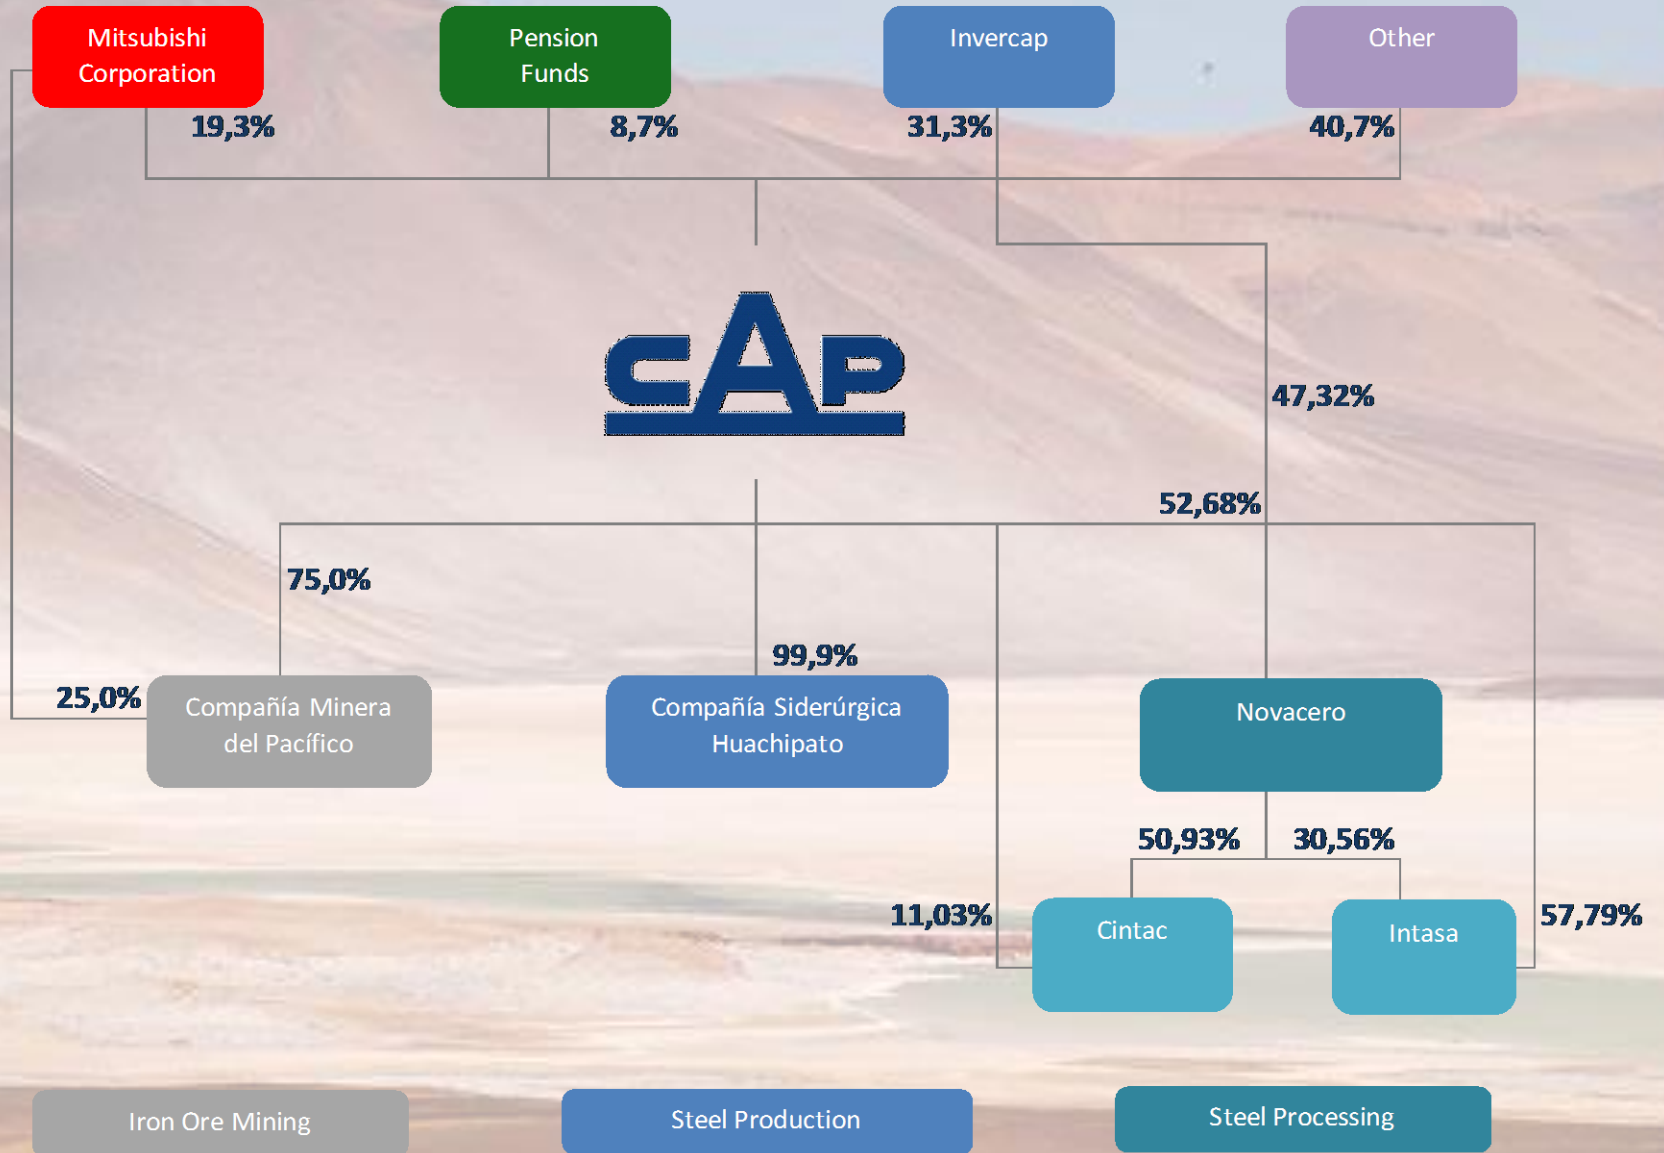 Mitsubishi
Corporation
Pension
Funds
Invercap
Other
19,3%
8,7%
31,3%
40,7%
CAP
47,32%
52,68%
75,0%
99,9%
25,0%
Compañía Minera
del Pacífico
Compañía Siderúrgica
Huachipato
Novacero
50,93%
30,56%
11,03%
Cintac
Intasa
57,79%
Iron Ore Mining
Steel Production
Steel Processing